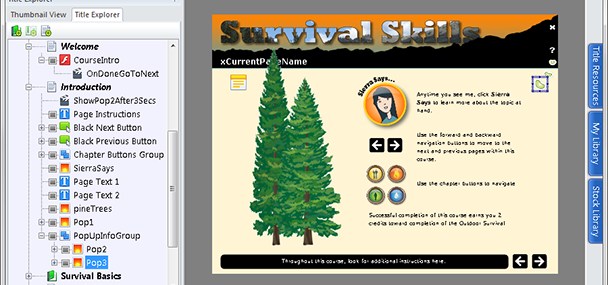 Title Explorer
Thumbnail View
Title Explorer
Welcome
CourseIntro
OnDoneGoToNext
Introduction
ShowPop2After3Secs
Page Instructions
Black Next Button
Black Previous Button
Chapter Buttons Group
SierraSays
Page Text 1
Page Text 2
pineTrees
Pop1
PopUpInfoGroup
Pop2
Pop3
Survival Basics
Survival Skills
?
xCurrentPageName
Sierra Says...
Anytime you see me, click Sierra
Says to learn more about the topic at
hand.
Use the forward and backward
navigation buttons to move to the
next and previous pages within this
course.
Use the chapter buttons to navigate
Successful completion of this course earns you 2
credits toward completion of the Outdoor Survival
Throughout this course, look for additional instructions here.
Title Resources
My Library
Stock Library